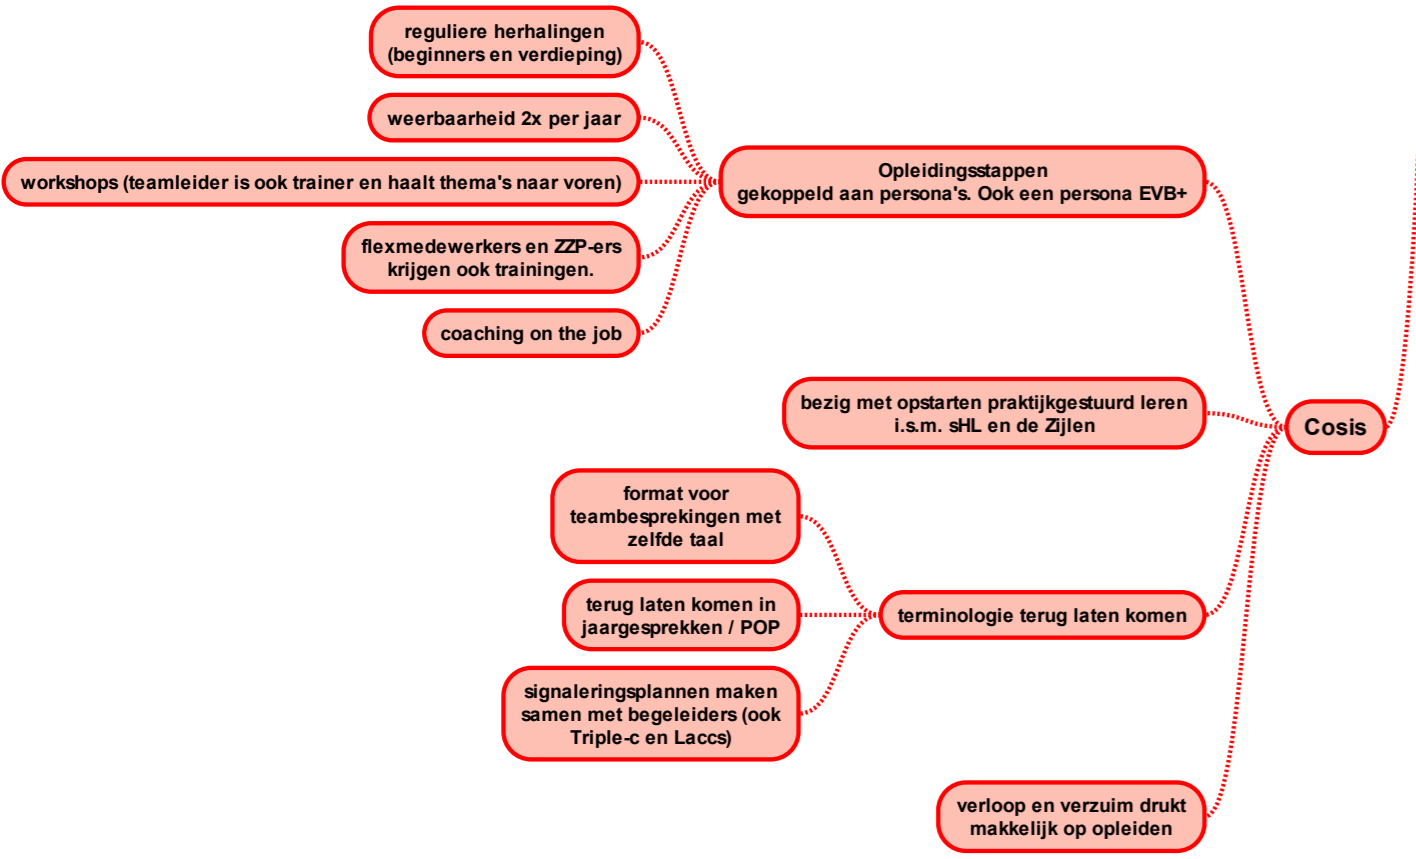 reguliere herhalingen
(beginners en verdieping)
weerbaarheid 2x per jaar
workshops (teamleider is ook trainer en haalt thema's naar voren)
flexmedewerkers en ZZP-ers
krijgen ook trainingen.
coaching on the job
Opleidingsstappen
gekoppeld aan persona's. Ook een persona EVB+
bezig met opstarten praktijkgestuurd leren
i.s.m. sHL en de Zijlen
Cosis
format voor
teambesprekingen met
zelfde taal
terug laten komen in
jaargesprekken / POP
signaleringsplannen maken
samen met begeleiders (ook
Triple-c en Laccs)
terminologie terug laten komen
verloop en verzuim drukt
makkelijk op opleiden